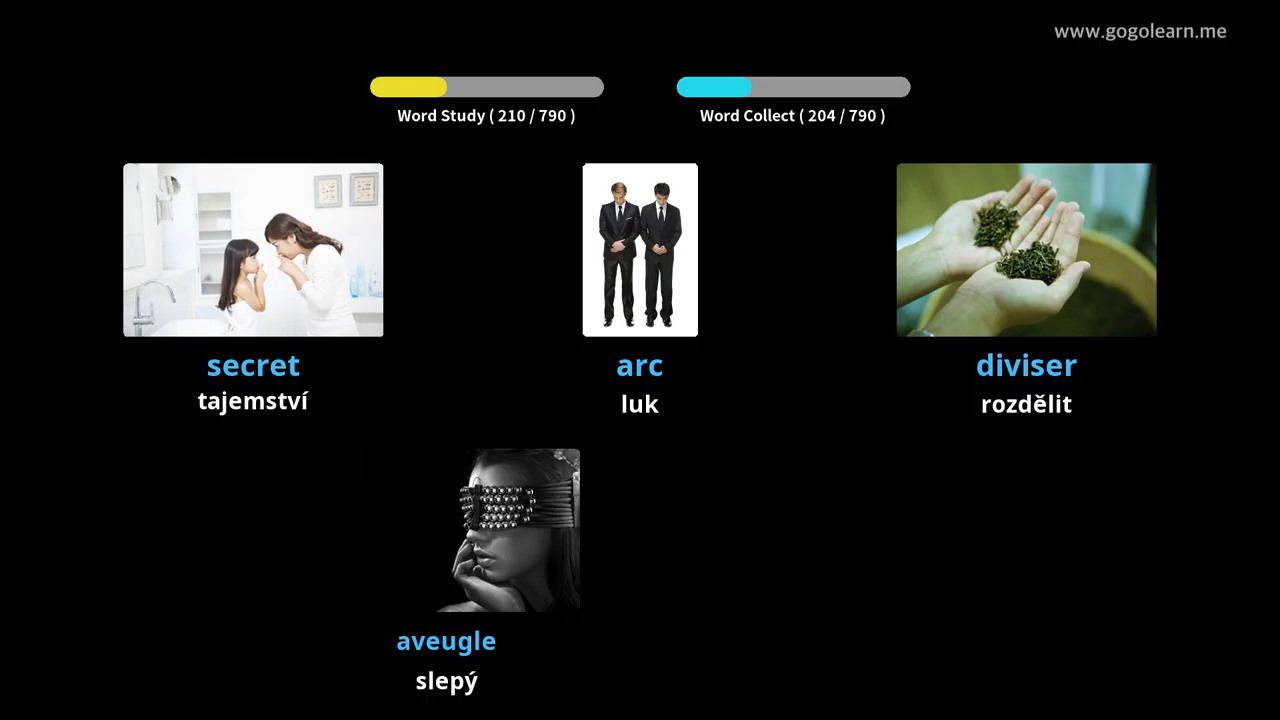 www.gogolearn.me
Word Study ( 210 / 790 )
Word Collect ( 204 / 790 )
secret
tajemství
arc
luk
diviser
rozdělit
aveugle
slepý